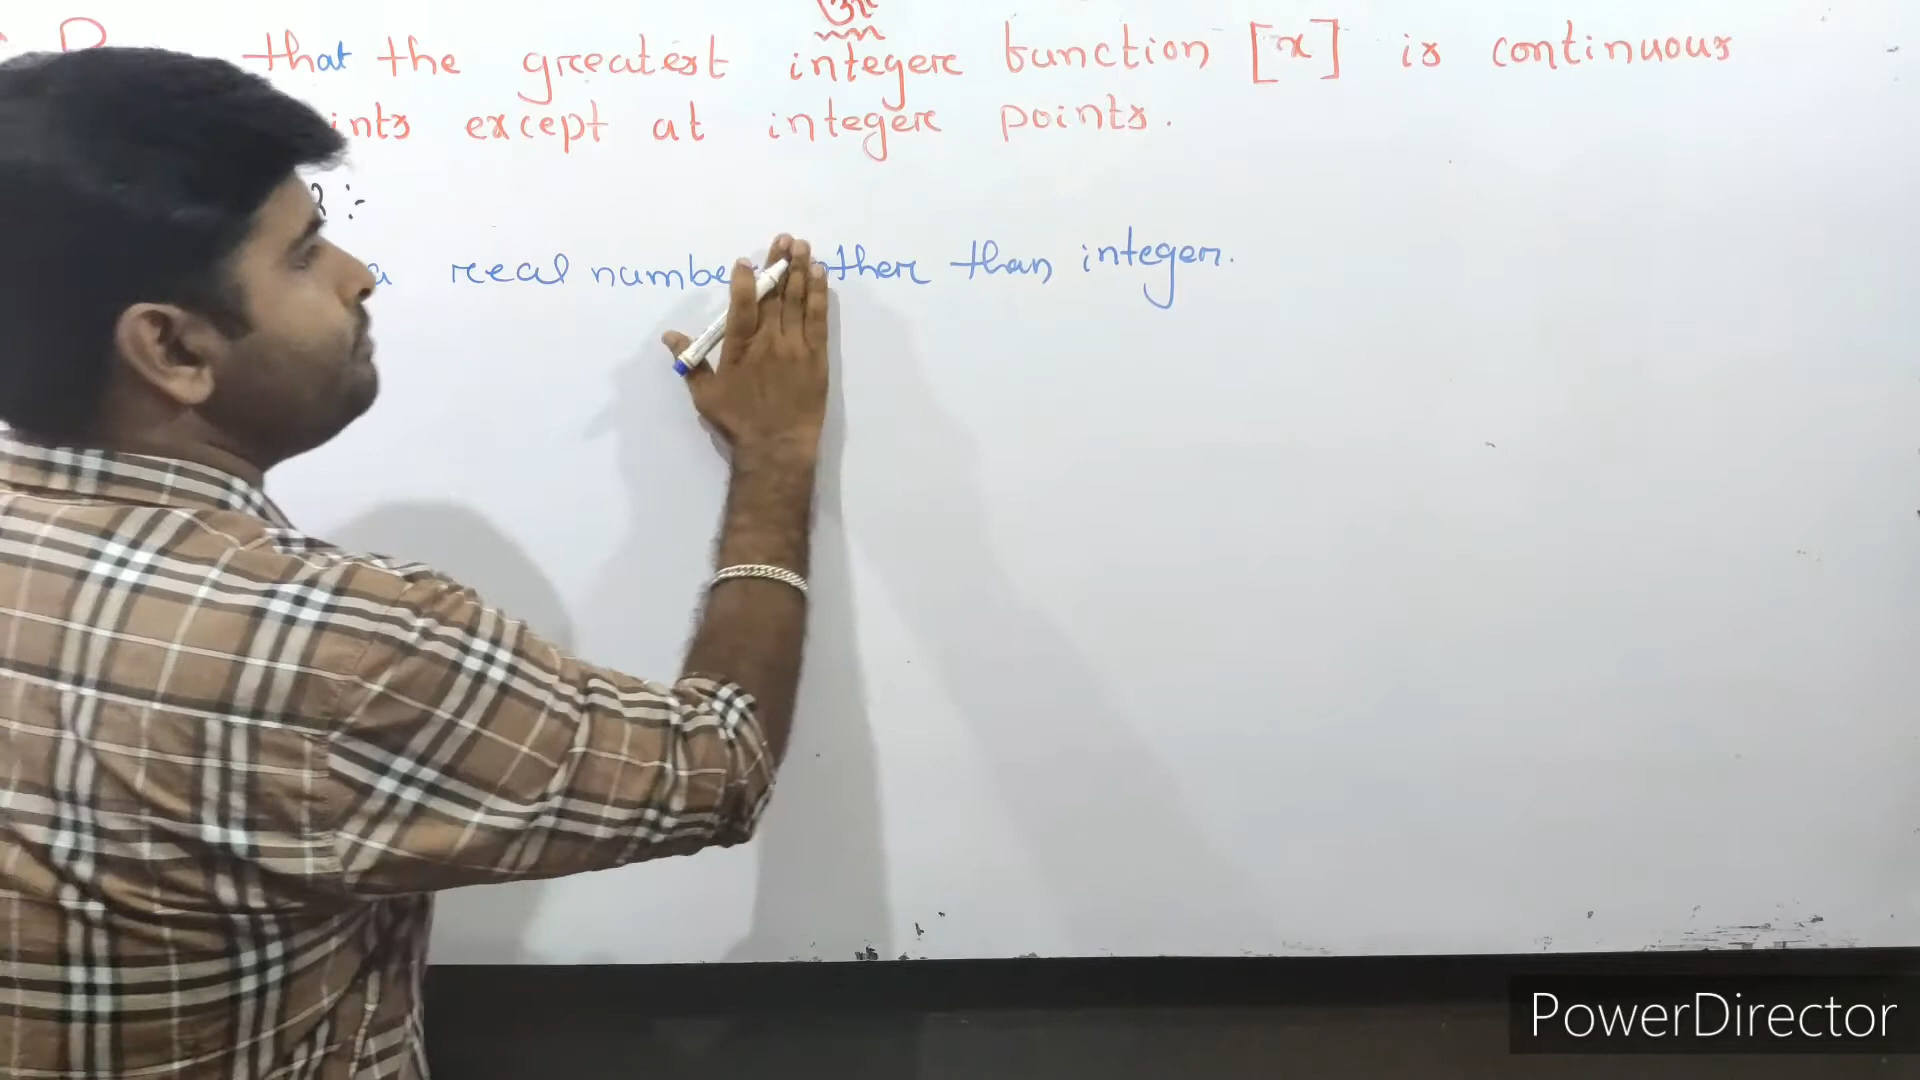 that the greatest integer function [x] is continuous
ints except at integer points.
:-
a real number other than integer.
PowerDirector